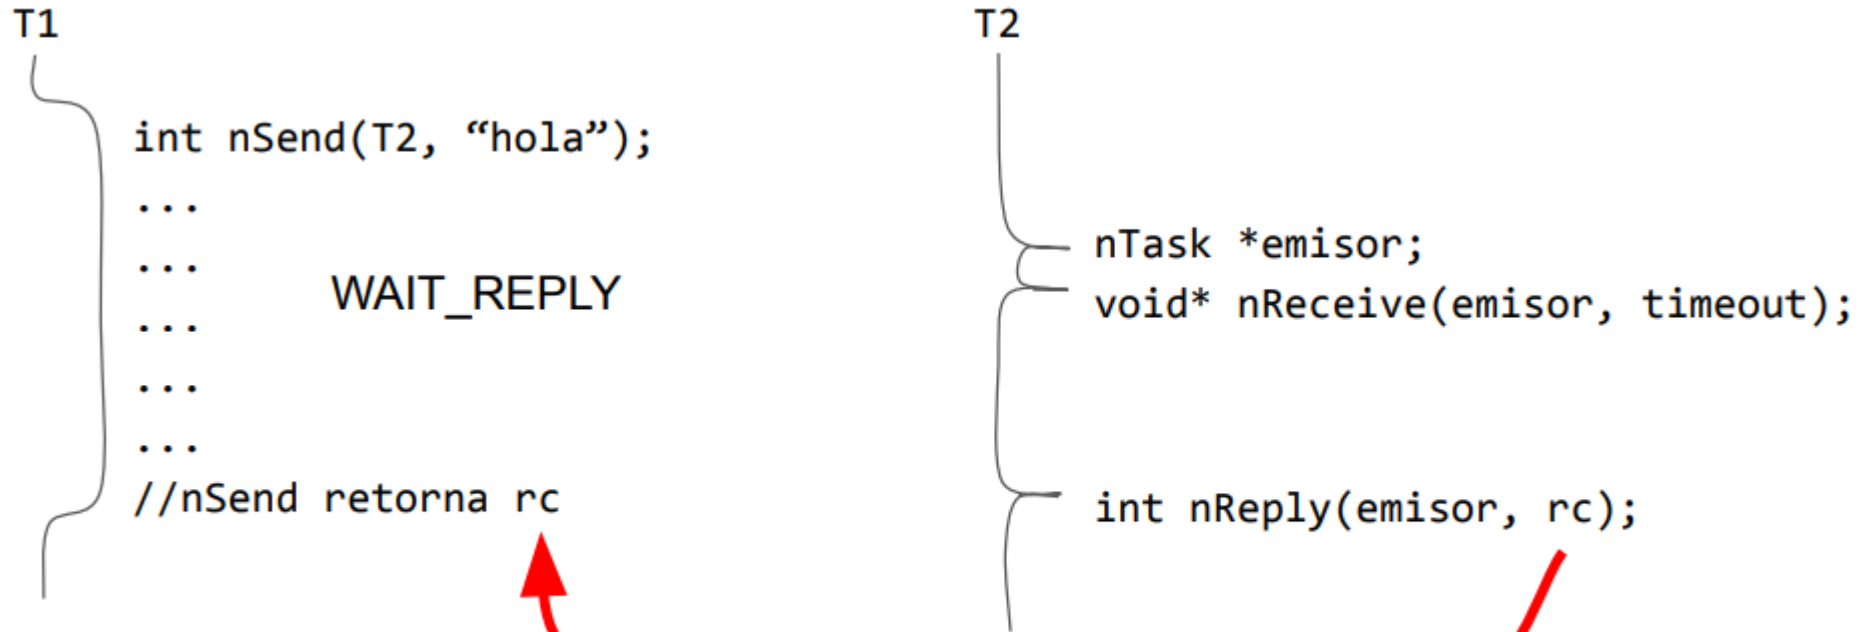 T1
int nSend(T2, “hola”);
...
...
WAIT_REPLY
...
...
...
//nSend retorna rc
T2
nTask *emisor;
void* nReceive(emisor, timeout);
int nReply(emisor, rc);